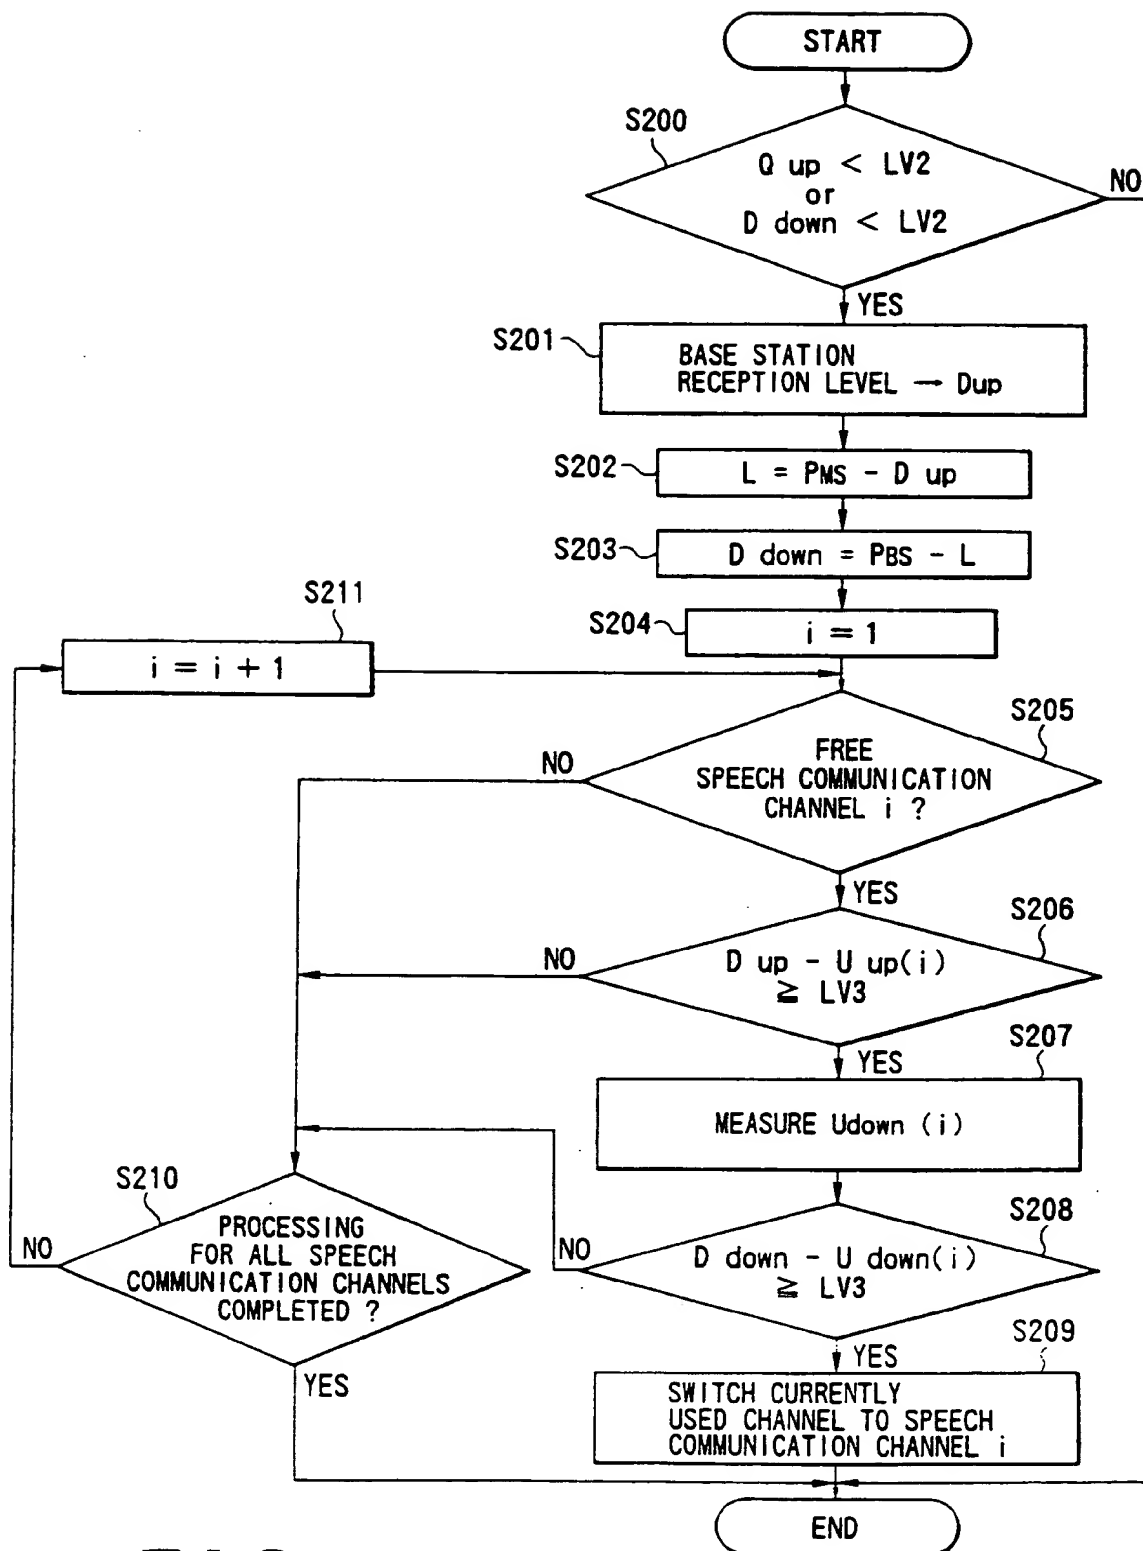 START
S200
Q up < LV2
or
D down < LV2
NO
YES
S201
BASE STATION
RECEPTION LEVEL → Dup
S202
L = PMS - D up
S203
D down = PBS - L
S211
i = i + 1
S204
i = 1
S205
FREE
SPEECH COMMUNICATION
CHANNEL i ?
NO
YES
S206
D up - U up(i)
≧ LV3
NO
YES
S207
MEASURE Udown (i)
S210
PROCESSING
FOR ALL SPEECH
COMMUNICATION CHANNELS
COMPLETED ?
NO
YES
S208
D down - U down(i)
≧ LV3
NO
YES
S209
SWITCH CURRENTLY
USED CHANNEL TO SPEECH
COMMUNICATION CHANNEL i
END